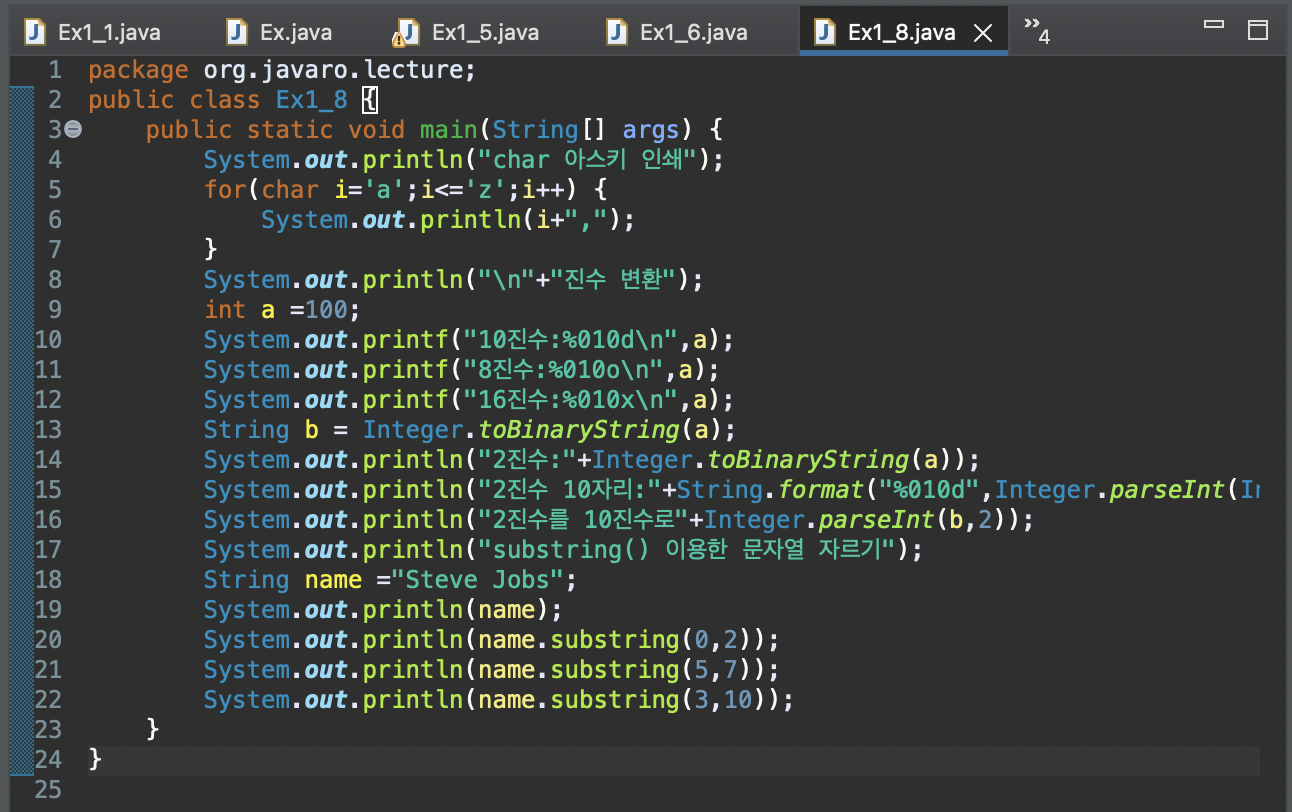 Ex1_1.java Ex.java Ex1_5.java Ex1_6.java Ex1_8.java »4
1 package org.javaro.lecture;
2 public class Ex1_8 {
3 public static void main(String[] args) {
4 System.out.println("char 아스키 인쇄");
5 for(char i='a';i<='z';i++) {
6 System.out.println(i+",");
7 }
8 System.out.println("\n"+"진수 변환");
9 int a =100;
10 System.out.printf("10진수:%010d\n",a);
11 System.out.printf("8진수:%010o\n",a);
12 System.out.printf("16진수:%010x\n",a);
13 String b = Integer.toBinaryString(a);
14 System.out.println("2진수:"+Integer.toBinaryString(a));
15 System.out.println("2진수 10자리:"+String.format("%010d",Integer.parseInt(In
16 System.out.println("2진수를 10진수로"+Integer.parseInt(b,2));
17 System.out.println("substring() 이용한 문자열 자르기");
18 String name ="Steve Jobs";
19 System.out.println(name);
20 System.out.println(name.substring(0,2));
21 System.out.println(name.substring(5,7));
22 System.out.println(name.substring(3,10));
23 }
24 }
25